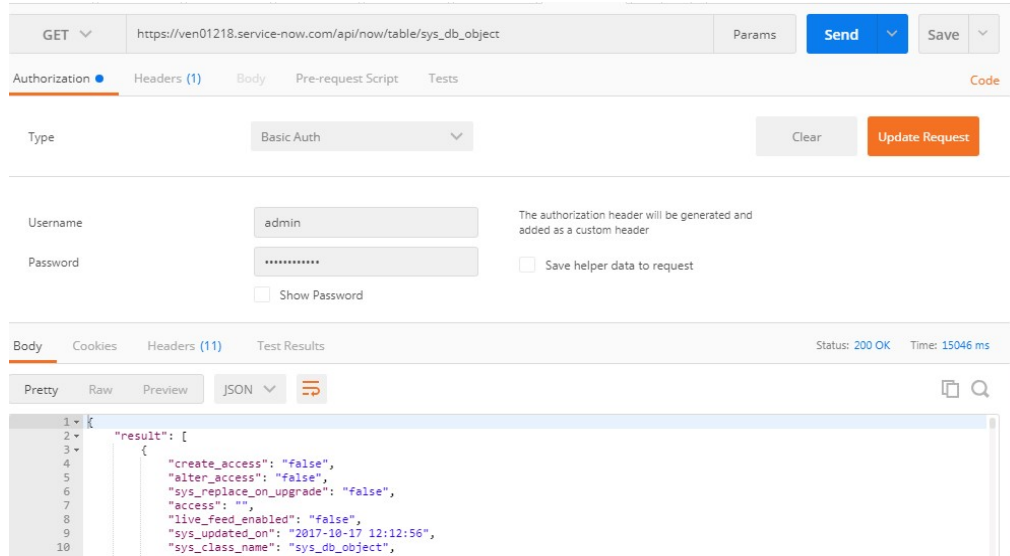 GET https://ven01218.service-now.com/api/now/table/sys_db_object Params Send Save
Authorization Headers (1) Body Pre-request Script Tests Code
Type Basic Auth Clear Update Request
Username admin The authorization header will be generated and
added as a custom header
Password •••••••••••• Save helper data to request
Show Password
Body Cookies Headers (11) Test Results Status: 200 OK Time: 15046 ms
Pretty Raw Preview JSON
1 {
2 "result": [
3 {
4 "create_access": "false",
5 "alter_access": "false",
6 "sys_replace_on_upgrade": "false",
7 "access": "",
8 "live_feed_enabled": "false",
9 "sys_updated_on": "2017-10-17 12:12:56",
10 "sys_class_name": "sys_db_object",